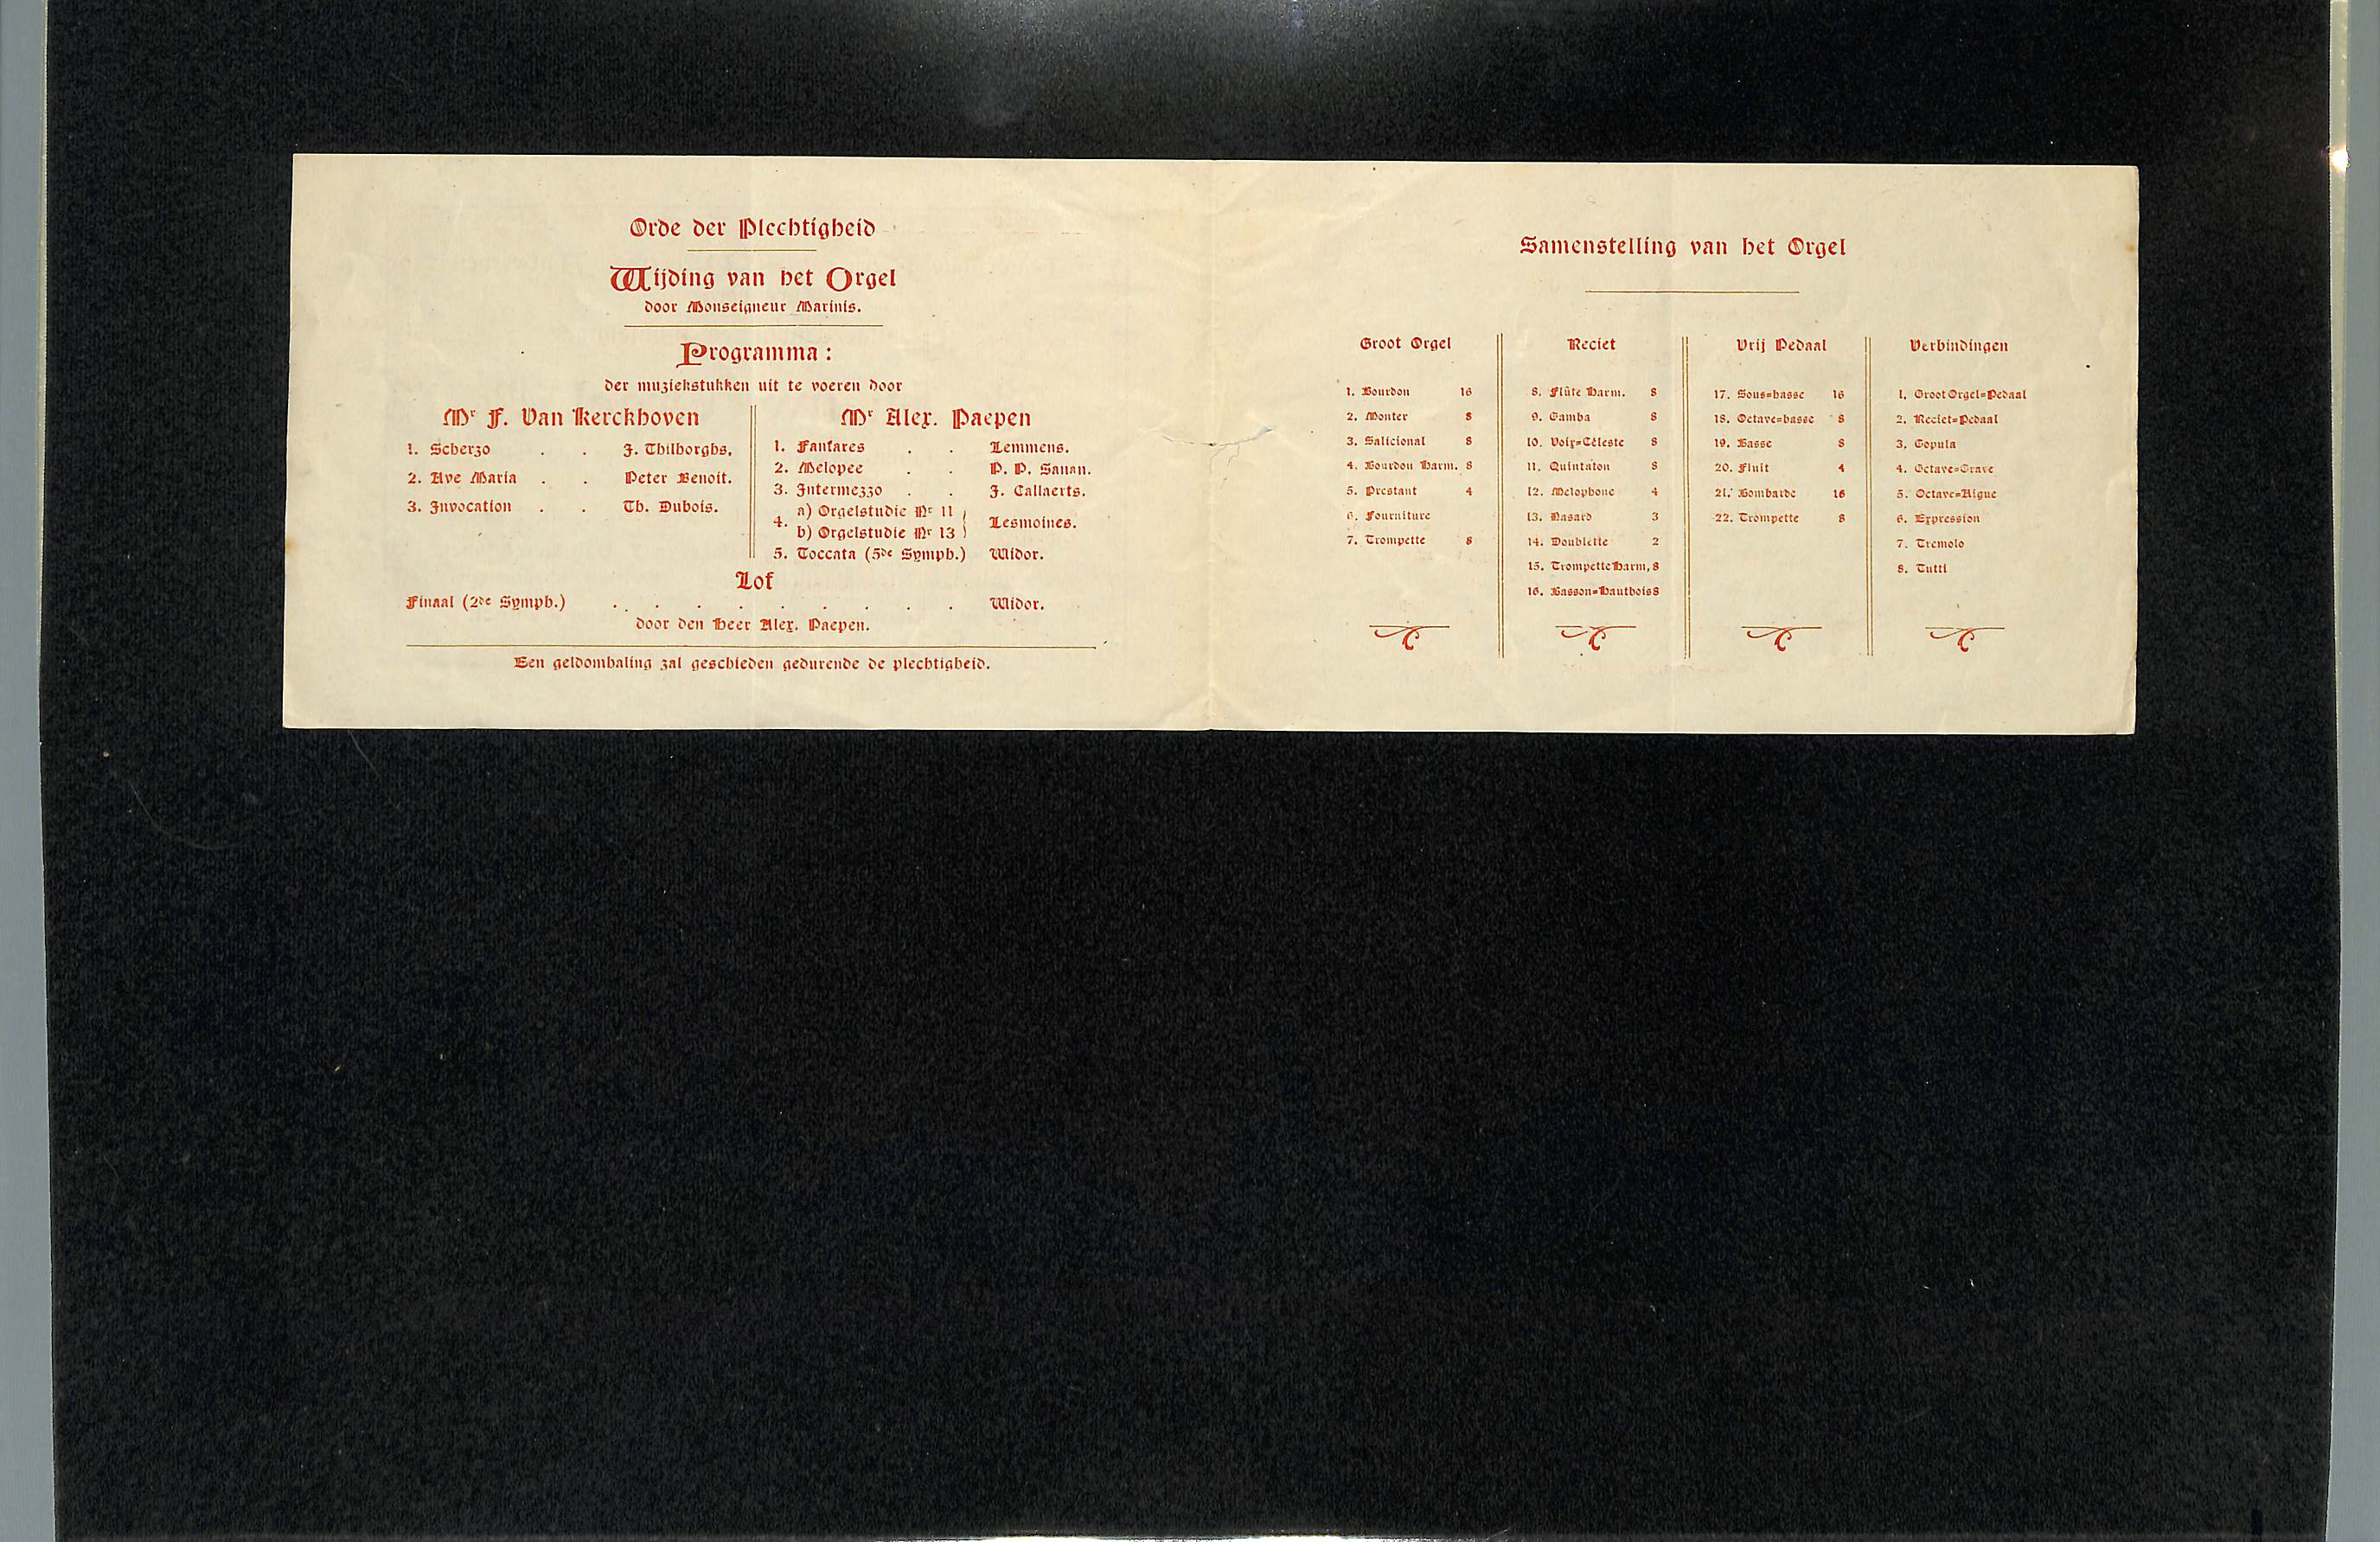 Orde der Plechtigheid
Wijding van het Orgel
door Monseigneur Marinis.
Programma :
der muziekstukken uit te voeren door
Mr F. Van Kerckhoven
1. Scherzo . . J. Thilborghs.
2. Ave Maria . . Peter Benoit.
3. Invocation . . Th. Dubois.
Mr Alex. Paepen
1. Fanfares . . Lemmens.
2. Melopee . . P. P. Sanan.
3. Intermezzo . . J. Callaerts.
4. a) Orgelstudie Nr 11
b) Orgelstudie Nr 13 } Lesmoines.
5. Toccata (5de Symph.) Widor.
Lof
Finaal (2de Symph.) . . . . . . . . . Widor.
door den Heer Alex. Paepen.
Een geldomhaling zal geschieden gedurende de plechtigheid.
Samenstelling van het Orgel
Groot Orgel
1. Bourdon 16
2. Monter 8
3. Salicional 8
4. Bourdon Harm. 8
5. Prestant 4
6. Fourniture
7. Trompette 8
Reciet
8. Flûte Harm. 8
9. Gamba 8
10. Voix=Céleste 8
11. Quintaton 8
12. Melophone 4
13. Nasard 3
14. Doublette 2
15. Trompette Harm, 8
16. Basson=Hautbois 8
Vrij Pedaal
17. Sous=basse 16
18. Octave=basse 8
19. Basse 8
20. Fluit 4
21. Bombarde 16
22. Trompette 8
Verbindingen
1. Groot Orgel=Pedaal
2. Reciet=Pedaal
3. Copula
4. Octave=Grave
5. Octave=Aigue
6. Expression
7. Tremolo
8. Tutti